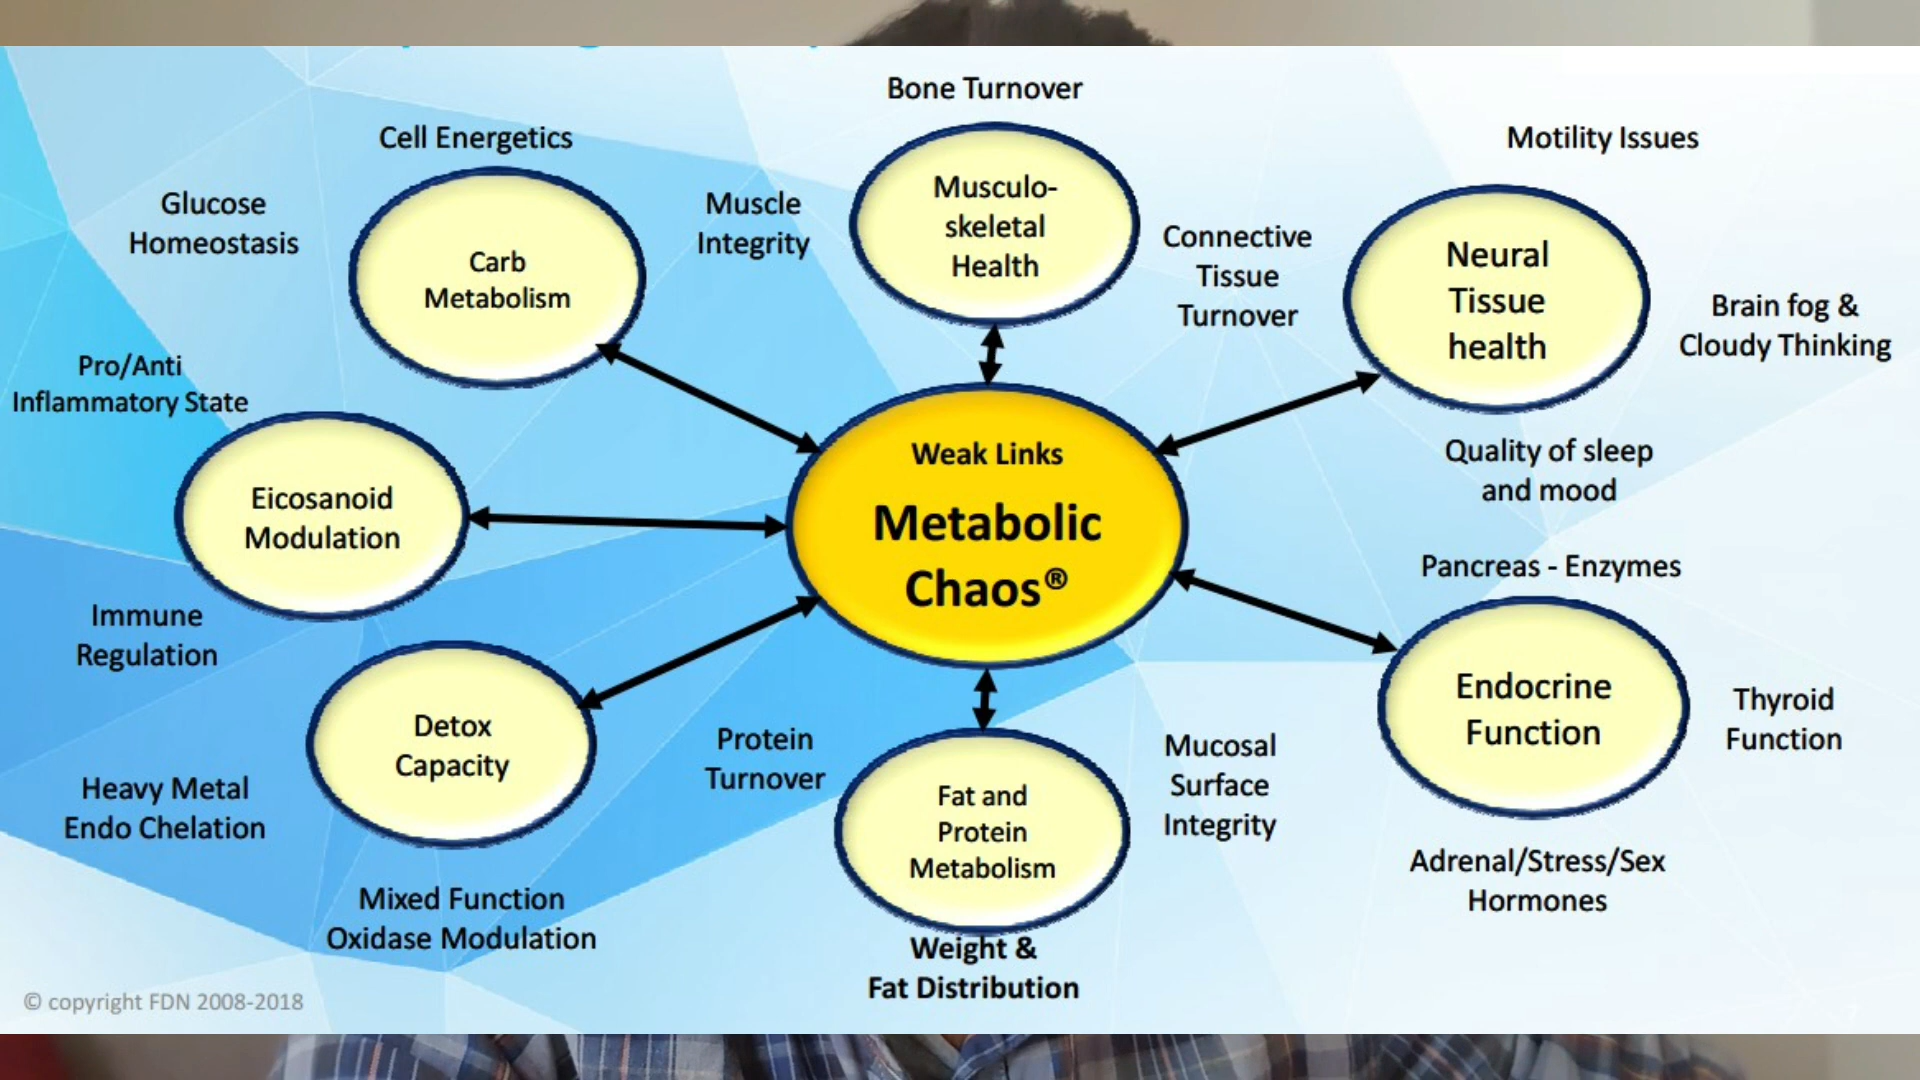 Bone Turnover
Cell Energetics
Motility Issues
Glucose
Homeostasis
Carb
Metabolism
Muscle
Integrity
Musculo-
skeletal
Health
Connective
Tissue
Turnover
Neural
Tissue
health
Brain fog &
Cloudy Thinking
Pro/Anti
Inflammatory State
Weak Links
Metabolic
Chaos®
Quality of sleep
and mood
Eicosanoid
Modulation
Pancreas - Enzymes
Immune
Regulation
Endocrine
Function
Thyroid
Function
Detox
Capacity
Protein
Turnover
Fat and
Protein
Metabolism
Mucosal
Surface
Integrity
Heavy Metal
Endo Chelation
Adrenal/Stress/Sex
Hormones
Mixed Function
Oxidase Modulation
Weight &
Fat Distribution
© copyright FDN 2008-2018